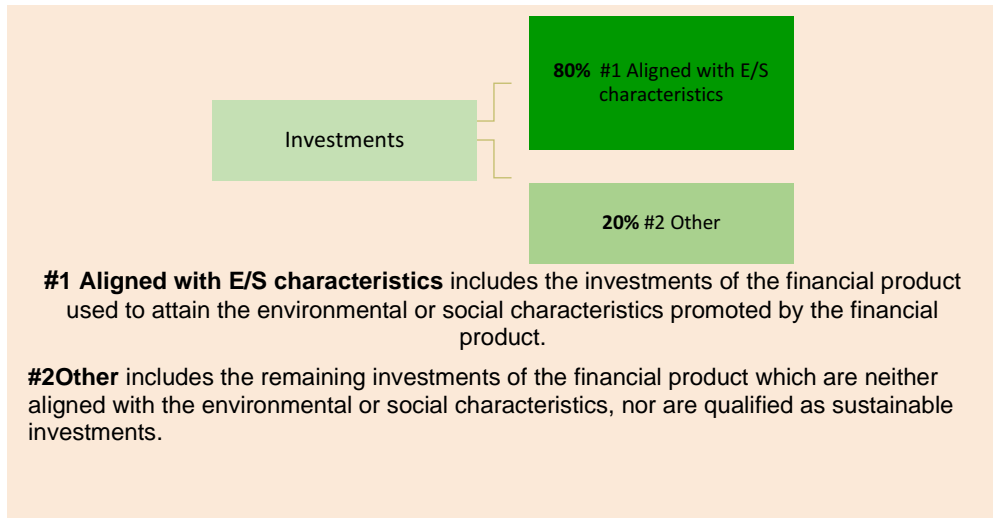 80% #1 Aligned with E/S
characteristics
Investments
20% #2 Other
#1 Aligned with E/S characteristics includes the investments of the financial product
used to attain the environmental or social characteristics promoted by the financial
product.
#2Other includes the remaining investments of the financial product which are neither
aligned with the environmental or social characteristics, nor are qualified as sustainable
investments.